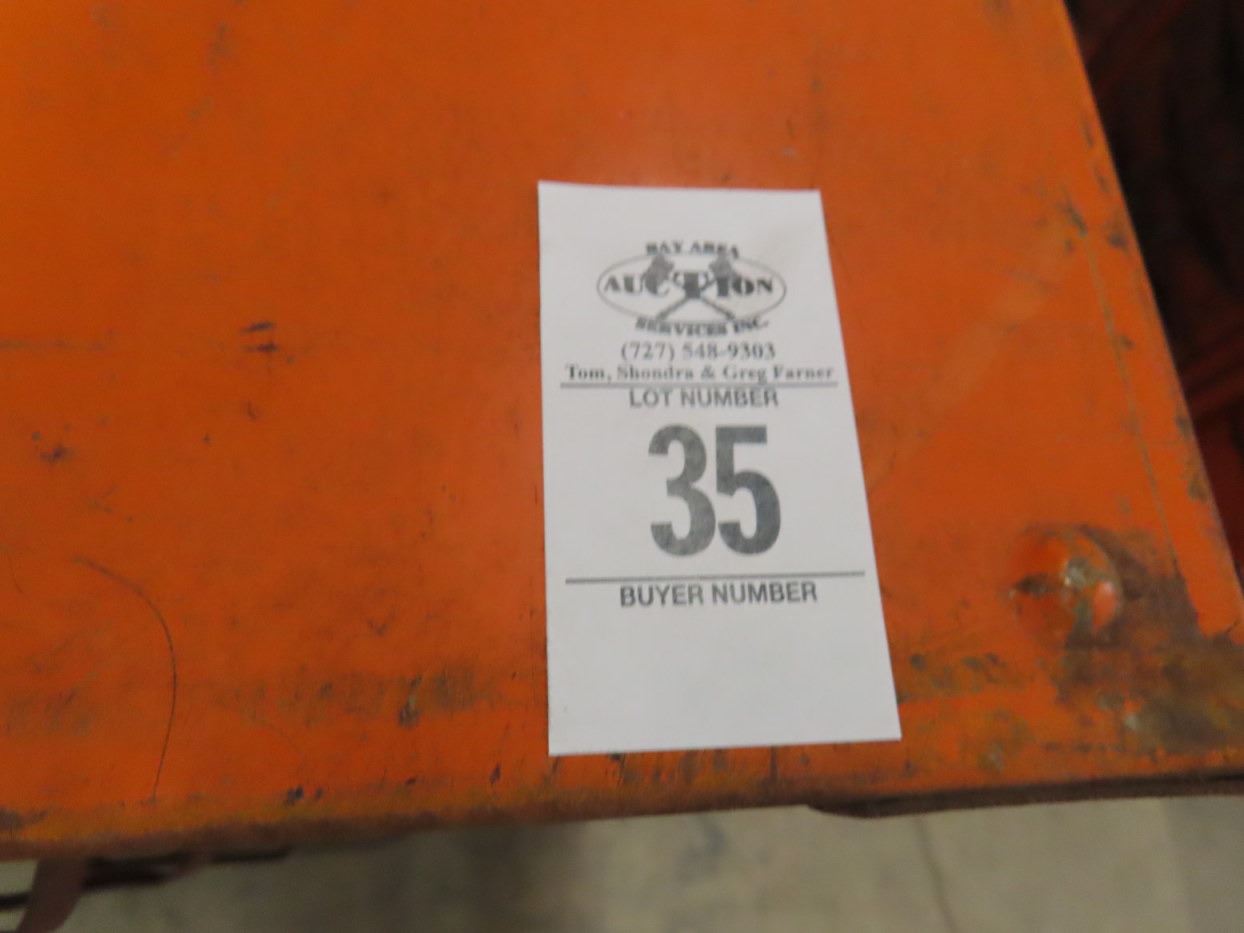 BAY AREA
AUCTION
SERVICES INC.
(727) 548-9303
Tom, Shondra & Greg Farner
LOT NUMBER
35
BUYER NUMBER